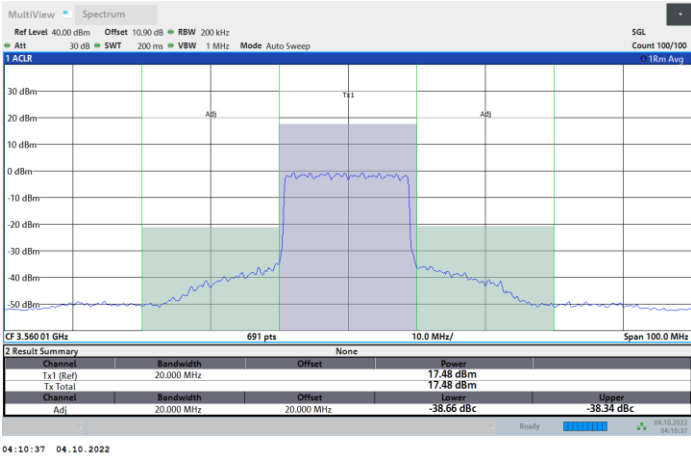 MultiView Spectrum
Ref Level 40.00 dBm Offset 10.90 dB RBW 200 kHz SGL
Att 30 dB SWT 200 ms VBW 1 MHz Mode Auto Sweep Count 100/100
1 ACLR 1Rm Avg
30 dBm
Tx1
Adj Adj
20 dBm
10 dBm
0 dBm
-10 dBm
-20 dBm
-30 dBm
-40 dBm
-50 dBm
CF 3.560 01 GHz 691 pts 10.0 MHz/ Span 100.0 MHz
2 Result Summary None
Channel Bandwidth Offset Power
Tx1 (Ref) 20.000 MHz 17.48 dBm
Tx Total 17.48 dBm
Channel Bandwidth Offset Lower Upper
Adj 20.000 MHz 20.000 MHz -38.66 dBc -38.34 dBc
Ready 04.10.2022
04:10:37
04:10:37 04.10.2022